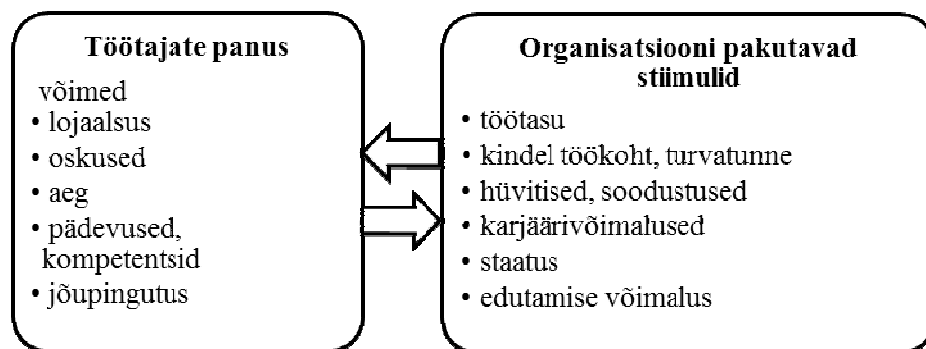 Töötajate panus
võimed
• lojaalsus
• oskused
• aeg
• pädevused,
kompetentsid
• jõupingutus
Organisatsiooni pakutavad
stiimulid
• töötasu
• kindel töökoht, turvatunne
• hüvitised, soodustused
• karjäärivõimalused
• staatus
• edutamise võimalus